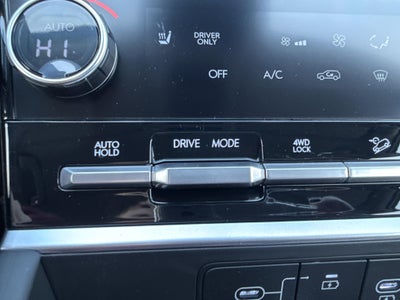 AUTO
HI
DRIVER
ONLY
OFF
A/C
AUTO
HOLD
DRIVE MODE
4WD
LOCK